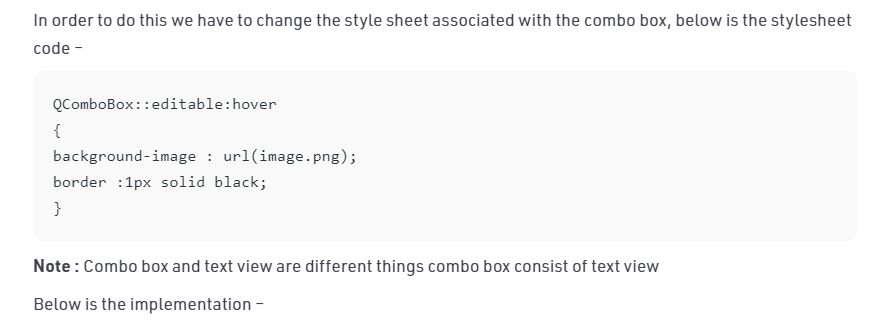 In order to do this we have to change the style sheet associated with the combo box, below is the stylesheet
code –
QComboBox::editable:hover
{
background-image : url(image.png);
border :1px solid black;
}
Note : Combo box and text view are different things combo box consist of text view
Below is the implementation –